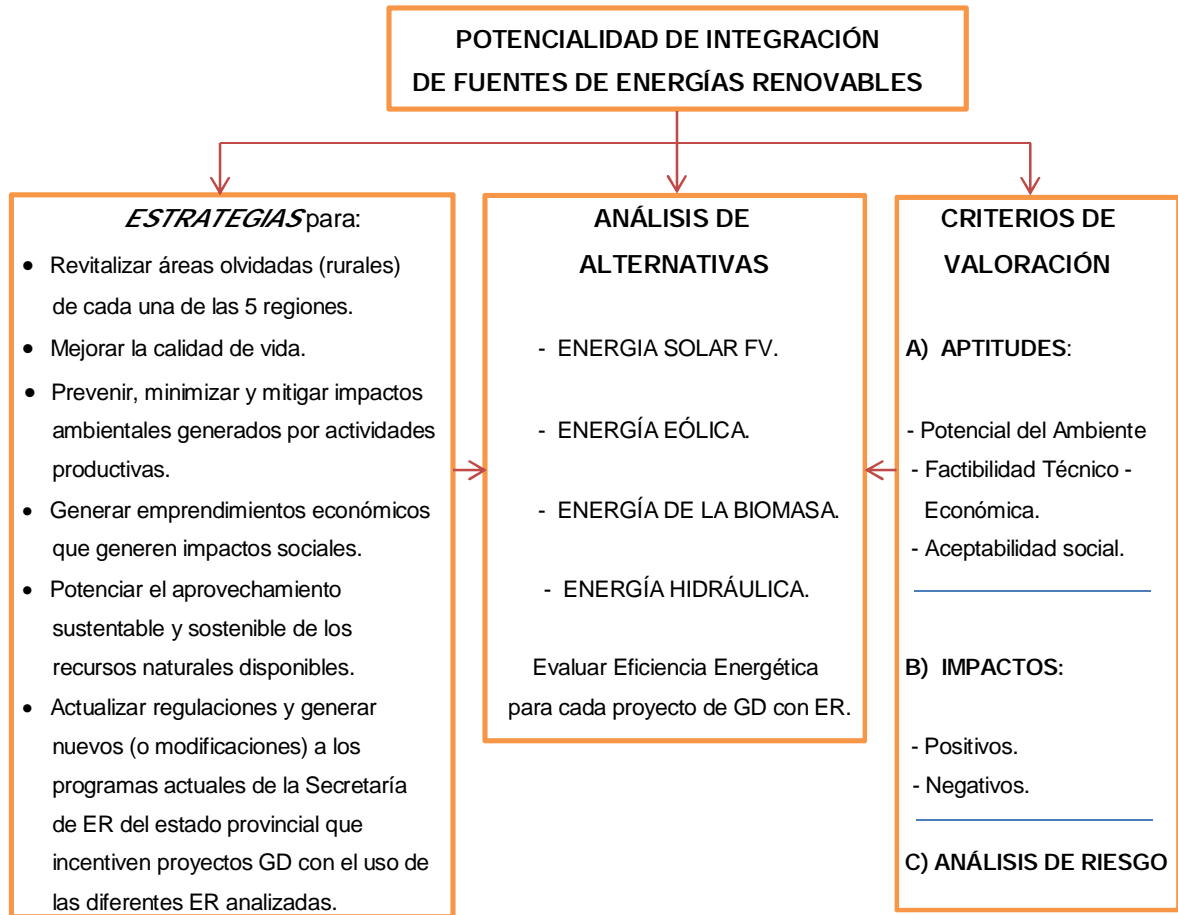 POTENCIALIDAD DE INTEGRACIÓN
DE FUENTES DE ENERGÍAS RENOVABLES
ESTRATEGIAS para:
• Revitalizar áreas olvidadas (rurales)
de cada una de las 5 regiones.
• Mejorar la calidad de vida.
• Prevenir, minimizar y mitigar impactos
ambientales generados por actividades
productivas.
• Generar emprendimientos económicos
que generen impactos sociales.
• Potenciar el aprovechamiento
sustentable y sostenible de los
recursos naturales disponibles.
• Actualizar regulaciones y generar
nuevos (o modificaciones) a los
programas actuales de la Secretaría
de ER del estado provincial que
incentiven proyectos GD con el uso de
las diferentes ER analizadas.
ANÁLISIS DE
ALTERNATIVAS
- ENERGIA SOLAR FV.
- ENERGÍA EÓLICA.
- ENERGÍA DE LA BIOMASA.
- ENERGÍA HIDRÁULICA.
Evaluar Eficiencia Energética
para cada proyecto de GD con ER.
CRITERIOS DE
VALORACIÓN
A) APTITUDES:
- Potencial del Ambiente
- Factibilidad Técnico -
Económica.
- Aceptabilidad social.
B) IMPACTOS:
- Positivos.
- Negativos.
C) ANÁLISIS DE RIESGO